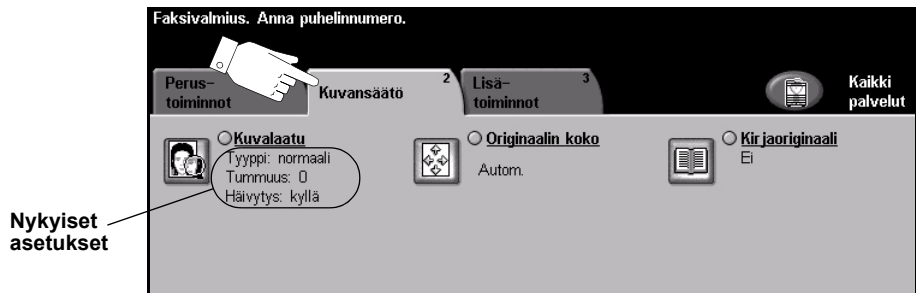 Faksivalmius. Anna puhelinnumero.
Perus-
toiminnot
Kuvansäätö
2
Lisä-
toiminnot
3
Kaikki
palvelut
Kuvalaatu
Tyyppi: normaali
Tummuus: 0
Häivytys: kyllä
Originaalin koko
Autom.
Kirjaoriginaali
Ei
Nykyiset
asetukset